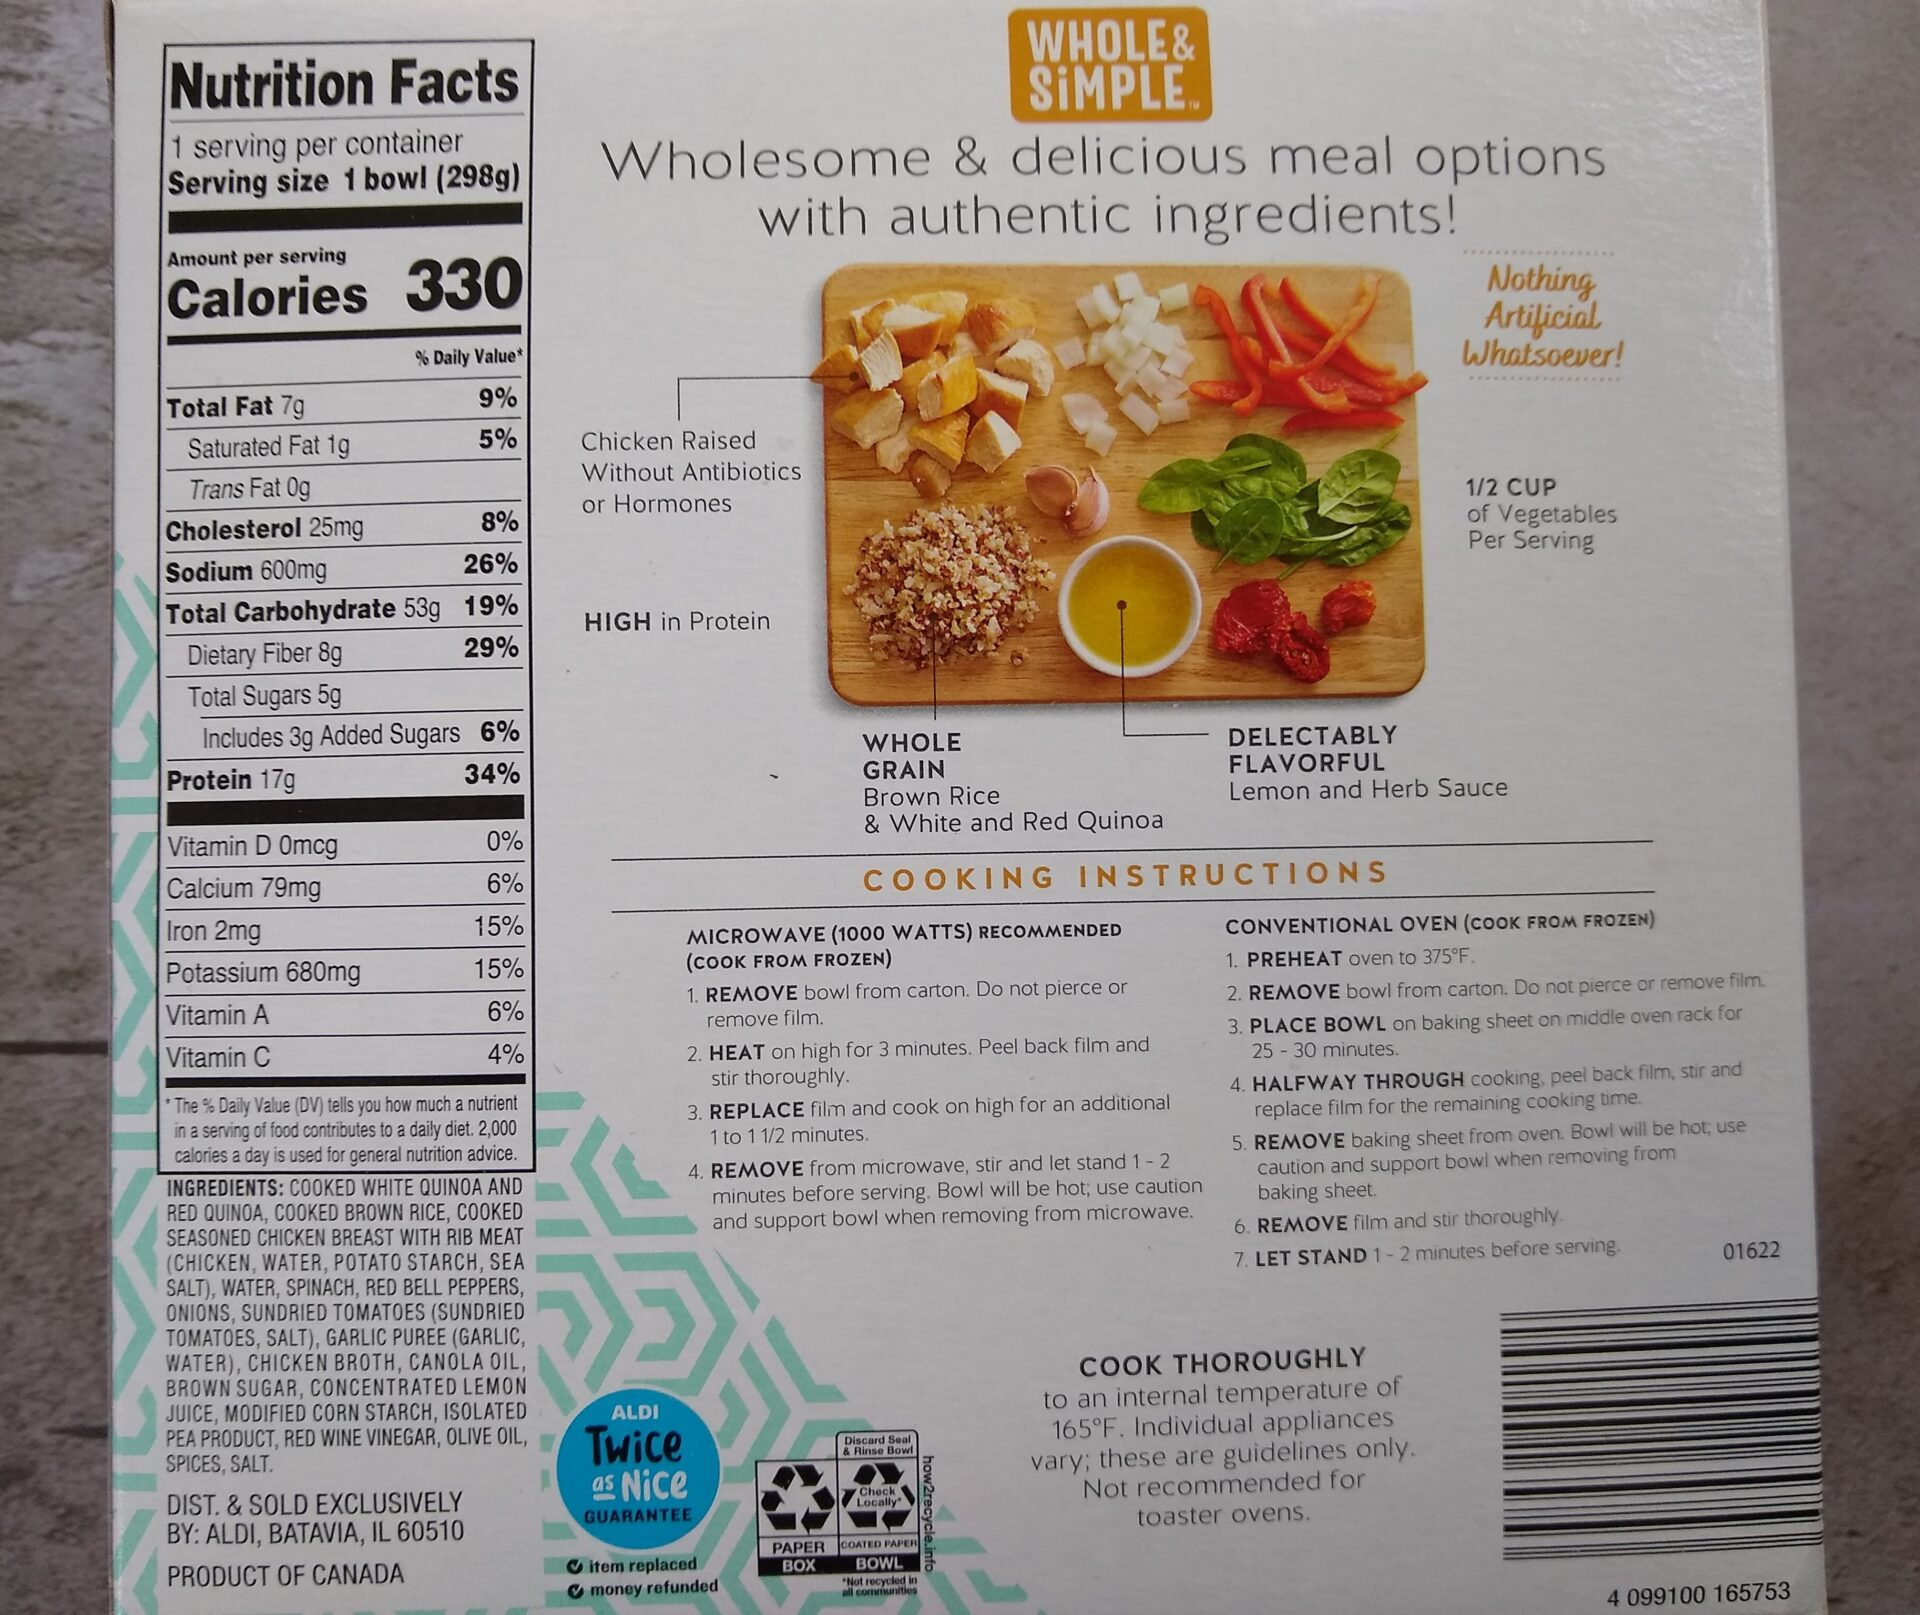 Nutrition Facts
1 serving per container
Serving size 1 bowl (298g)
Amount per serving
Calories 330
% Daily Value*
Total Fat 7g 9%
Saturated Fat 1g 5%
Trans Fat 0g
Cholesterol 25mg 8%
Sodium 600mg 26%
Total Carbohydrate 53g 19%
Dietary Fiber 8g 29%
Total Sugars 5g
Includes 3g Added Sugars 6%
Protein 17g 34%
Vitamin D 0mcg 0%
Calcium 79mg 6%
Iron 2mg 15%
Potassium 680mg 15%
Vitamin A 6%
Vitamin C 4%
* The % Daily Value (DV) tells you how much a nutrient
in a serving of food contributes to a daily diet. 2,000
calories a day is used for general nutrition advice.
INGREDIENTS: COOKED WHITE QUINOA AND
RED QUINOA, COOKED BROWN RICE, COOKED
SEASONED CHICKEN BREAST WITH RIB MEAT
(CHICKEN, WATER, POTATO STARCH, SEA
SALT), WATER, SPINACH, RED BELL PEPPERS,
ONIONS, SUNDRIED TOMATOES (SUNDRIED
TOMATOES, SALT), GARLIC PUREE (GARLIC,
WATER), CHICKEN BROTH, CANOLA OIL,
BROWN SUGAR, CONCENTRATED LEMON
JUICE, MODIFIED CORN STARCH, ISOLATED
PEA PRODUCT, RED WINE VINEGAR, OLIVE OIL,
SPICES, SALT.
DIST. & SOLD EXCLUSIVELY
BY: ALDI, BATAVIA, IL 60510
PRODUCT OF CANADA
WHOLE&
SiMPLE™
Wholesome & delicious meal options
with authentic ingredients!
Nothing
Artificial
Whatsoever!
Chicken Raised
Without Antibiotics
or Hormones
1/2 CUP
of Vegetables
Per Serving
HIGH in Protein
WHOLE
GRAIN
Brown Rice
& White and Red Quinoa
DELECTABLY
FLAVORFUL
Lemon and Herb Sauce
COOKING INSTRUCTIONS
MICROWAVE (1000 WATTS) RECOMMENDED
(COOK FROM FROZEN)
1. REMOVE bowl from carton. Do not pierce or
remove film.
2. HEAT on high for 3 minutes. Peel back film and
stir thoroughly.
3. REPLACE film and cook on high for an additional
1 to 1 1/2 minutes.
4. REMOVE from microwave, stir and let stand 1 - 2
minutes before serving. Bowl will be hot; use caution
and support bowl when removing from microwave.
CONVENTIONAL OVEN (COOK FROM FROZEN)
1. PREHEAT oven to 375°F.
2. REMOVE bowl from carton. Do not pierce or remove film.
3. PLACE BOWL on baking sheet on middle oven rack for
25 - 30 minutes.
4. HALFWAY THROUGH cooking, peel back film, stir and
replace film for the remaining cooking time.
5. REMOVE baking sheet from oven. Bowl will be hot; use
caution and support bowl when removing from
baking sheet.
6. REMOVE film and stir thoroughly.
7. LET STAND 1 - 2 minutes before serving.
01622
COOK THOROUGHLY
to an internal temperature of
165°F. Individual appliances
vary; these are guidelines only.
Not recommended for
toaster ovens.
ALDI
Twice
as Nice
GUARANTEE
item replaced
money refunded
Discard Seal
& Rinse Bowl
Check
Locally*
PAPER
BOX
COATED PAPER
BOWL
*Not recycled in
all communities
how2recycle.info
4 099100 165753